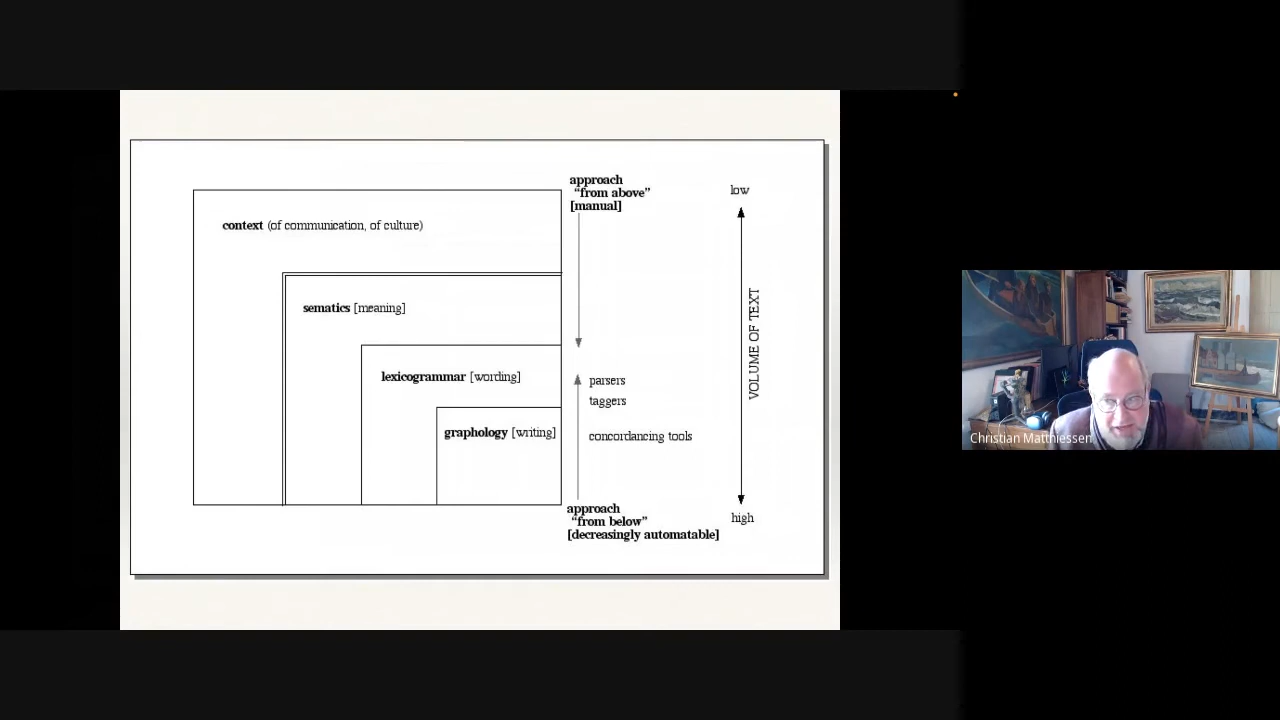 approach
“from above”
[manual]
low
context (of communication, of culture)
sematics [meaning]
VOLUME OF TEXT
lexicogrammar [wording]
parsers
taggers
graphology [writing]
concordancing tools
approach
“from below”
[decreasingly automatable]
high
Christian Matthiessen